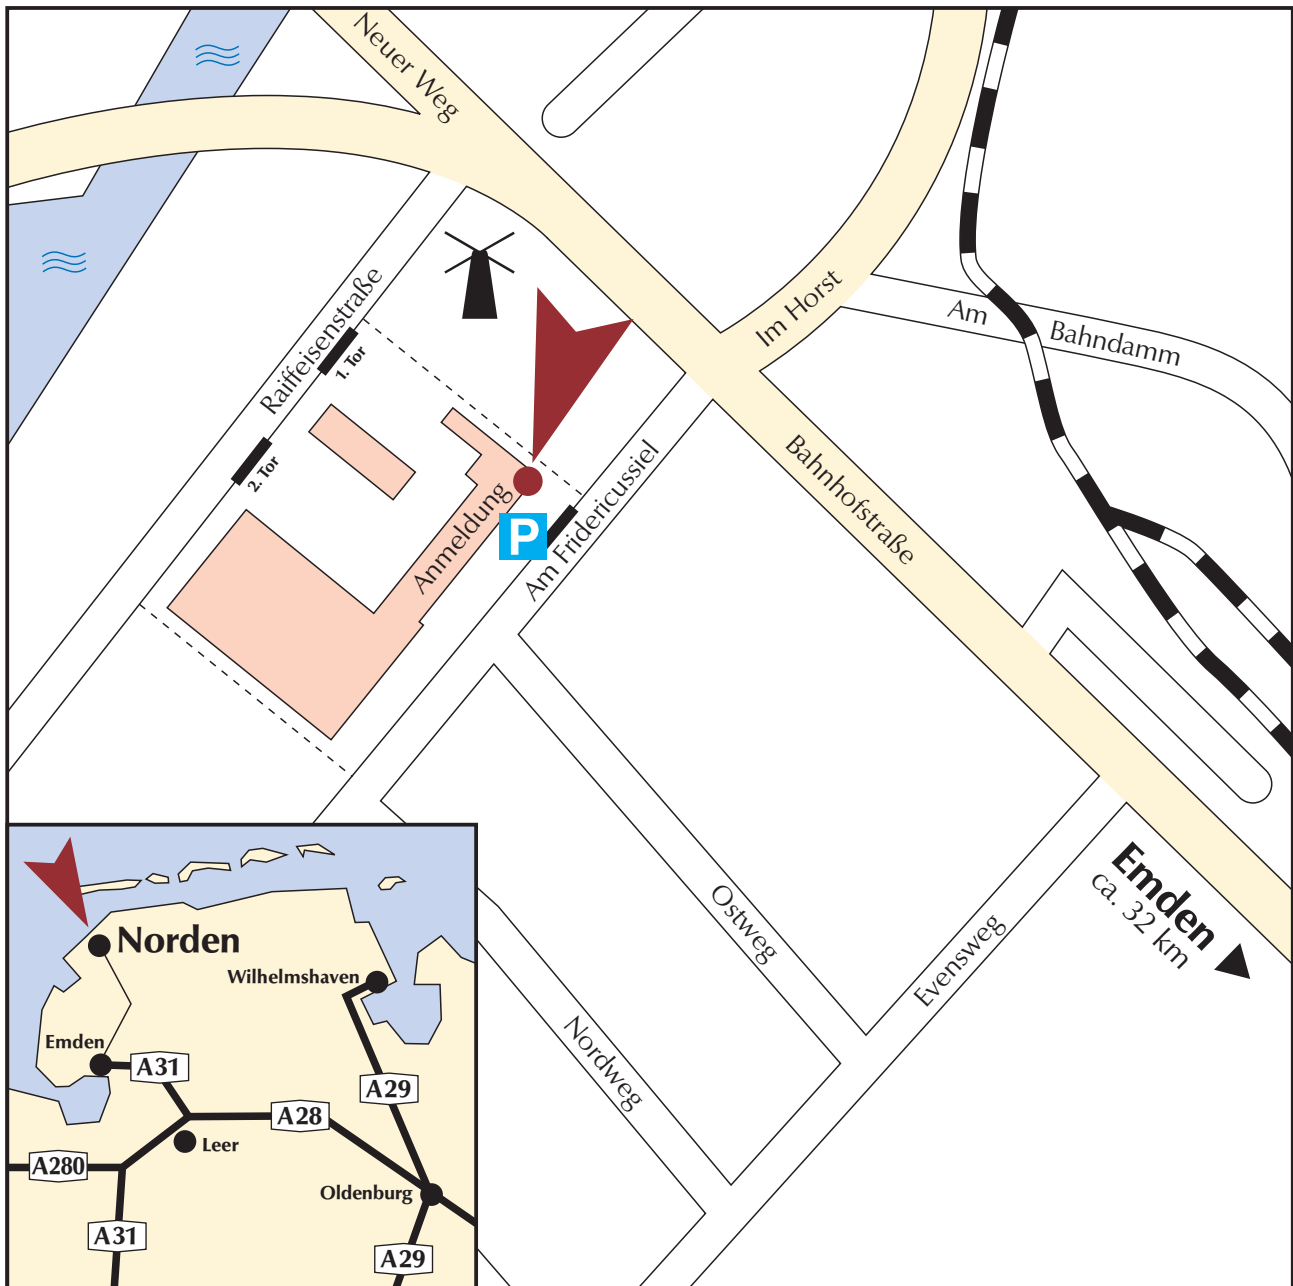 Neuer Weg
Raiffeisenstraße
1. Tor
2. Tor
Im Horst
Am
Bahndamm
Anmeldung
P
Am Fridericussiel
Bahnhofstraße
Ostweg
Evensweg
Nordweg
Emden
ca. 32 km
Norden
Wilhelmshaven
Emden
A31
A29
A28
Leer
A280
Oldenburg
A31
A29